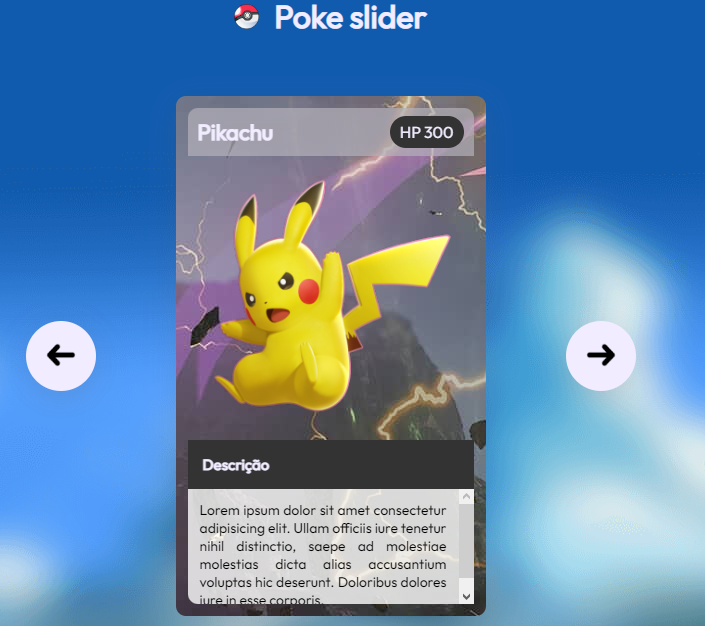 Poke slider
Pikachu
HP 300
Descrição
Lorem ipsum dolor sit amet consectetur
adipisicing elit. Ullam officiis iure tenetur
nihil distinctio, saepe ad molestiae
molestias dicta alias accusantium
voluptas hic deserunt. Doloribus dolores
iure in esse corporis.